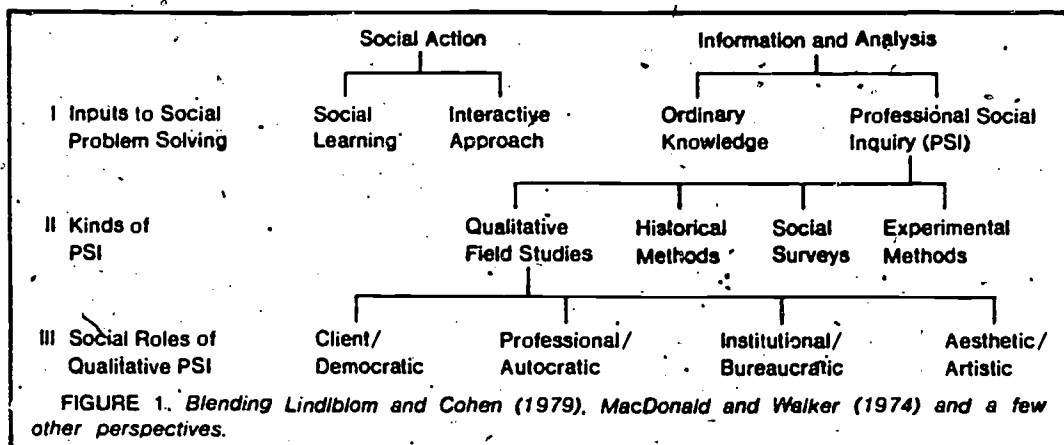 Social Action Information and Analysis
I Inputs to Social Social Interactive Ordinary Professional Social
Problem Solving Learning Approach Knowledge Inquiry (PSI)
II Kinds of Qualitative Historical Social Experimental
PSI Field Studies Methods Surveys Methods
III Social Roles of Client/ Professional/ Institutional/ Aesthetic/
Qualitative PSI Democratic Autocratic Bureaucratic Artistic
FIGURE 1. Blending Lindlblom and Cohen (1979), MacDonald and Walker (1974) and a few
other perspectives.